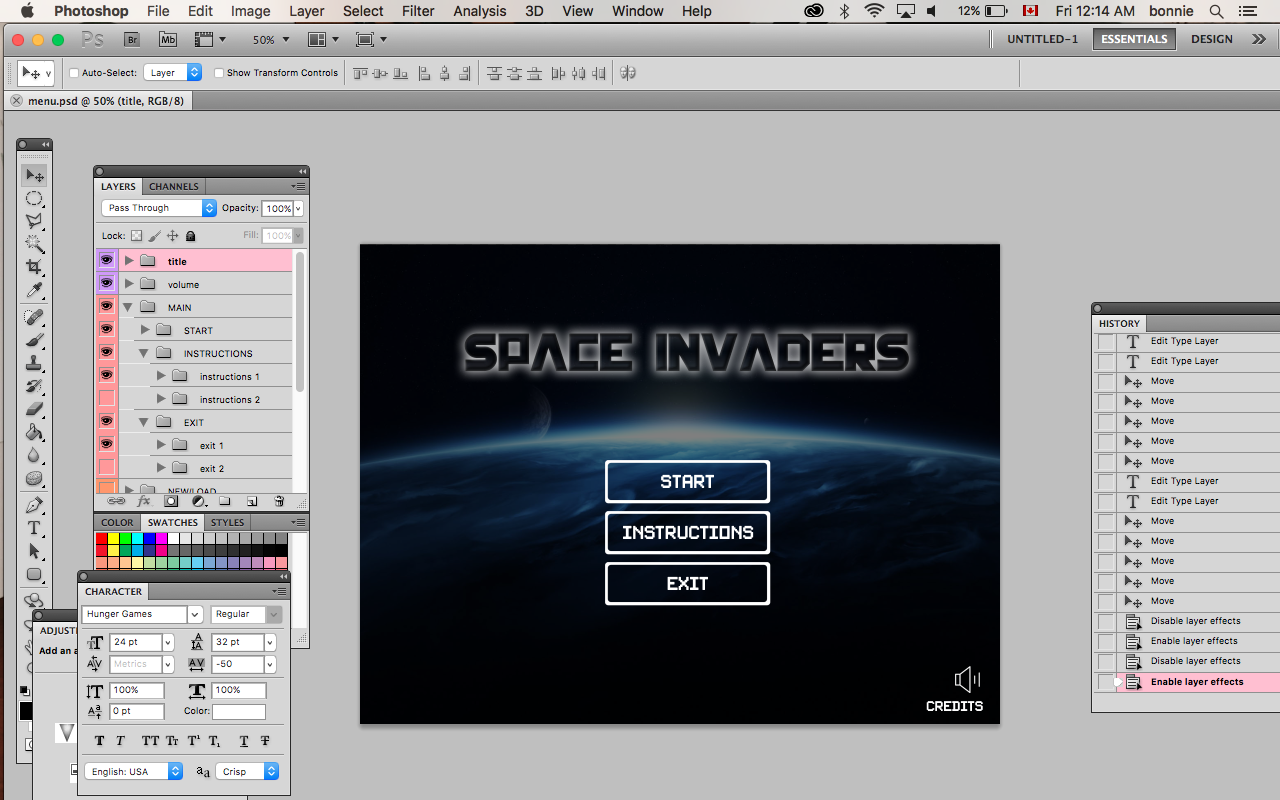 Photoshop File Edit Image Layer Select Filter Analysis 3D View Window Help 12% Fri 12:14 AM bonnie
Ps Br Mb 50% UNTITLED-1 ESSENTIALS DESIGN
Auto-Select: Layer Show Transform Controls
menu.psd @ 50% (title, RGB/8)
LAYERS CHANNELS
Pass Through Opacity: 100%
Lock: Fill: 100%
title
volume
MAIN
START
INSTRUCTIONS
instructions 1
instructions 2
EXIT
exit 1
exit 2
NEW/LOAD
fx
COLOR SWATCHES STYLES
CHARACTER
Hunger Games Regular
24 pt 32 pt
Metrics -50
100% 100%
0 pt Color:
T T TT Tr T¹ T₁ T T
English: USA aa Crisp
ADJUSTI
Add an a
SPACE INVADERS
START
INSTRUCTIONS
EXIT
CREDITS
HISTORY
Edit Type Layer
Edit Type Layer
Move
Move
Move
Move
Move
Edit Type Layer
Edit Type Layer
Move
Move
Move
Move
Move
Disable layer effects
Enable layer effects
Disable layer effects
Enable layer effects